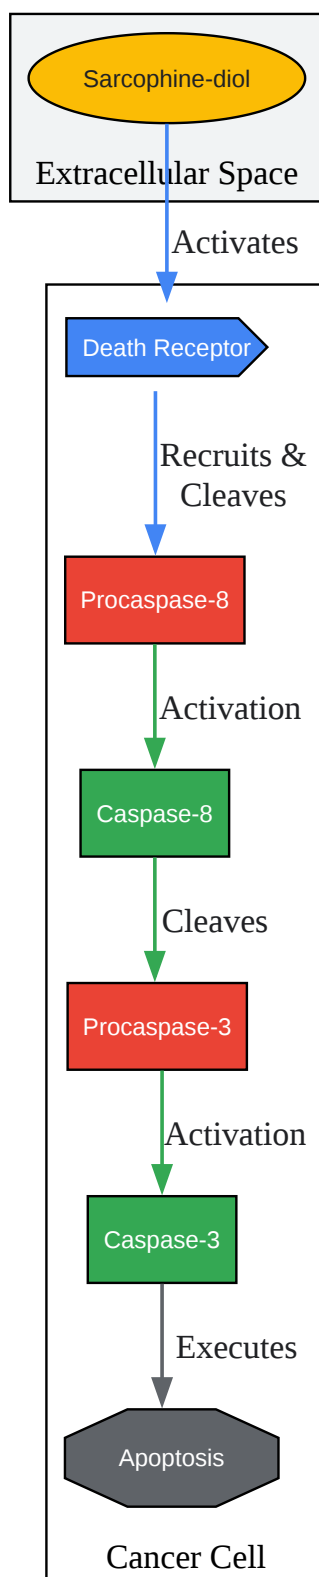 Sarcophine-diol
Extracellular Space
Activates
Death Receptor
Recruits &
Cleaves
Procaspase-8
Activation
Caspase-8
Cleaves
Procaspase-3
Activation
Caspase-3
Executes
Apoptosis
Cancer Cell